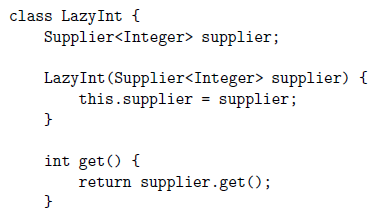 class LazyInt {
    Supplier<Integer> supplier;

    LazyInt(Supplier<Integer> supplier) {
        this.supplier = supplier;
    }

    int get() {
        return supplier.get();
    }